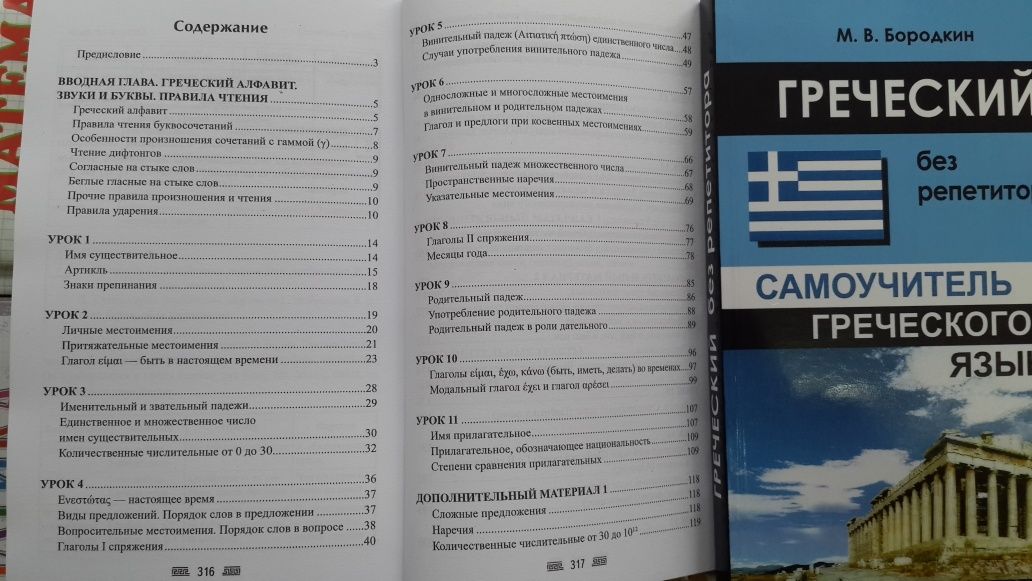 Содержание
Предисловие 3
ВВОДНАЯ ГЛАВА. ГРЕЧЕСКИЙ АЛФАВИТ.
ЗВУКИ И БУКВЫ. ПРАВИЛА ЧТЕНИЯ 5
Греческий алфавит 5
Правила чтения буквосочетаний 7
Особенности произношения сочетаний с гаммой (γ) 8
Чтение дифтонгов 9
Согласные на стыке слов 9
Беглые гласные на стыке слов 9
Прочие правила произношения и чтения 10
Правила ударения 10
УРОК 1 14
Имя существительное 14
Артикль 15
Знаки препинания 18
УРОК 2 19
Личные местоимения 20
Притяжательные местоимения 21
Глагол είμαι — быть в настоящем времени 23
УРОК 3 28
Именительный и звательный падежи 29
Единственное и множественное число
имен существительных 30
Количественные числительные от 0 до 30 32
УРОК 4 36
Ενεστώτας — настоящее время 37
Виды предложений. Порядок слов в предложении 37
Вопросительные местоимения. Порядок слов в вопросе 38
Глаголы I спряжения 40
316
УРОК 5 47
Винительный падеж (Αιτιατική πτώση) единственного числа 48
Случаи употребления винительного падежа 49
УРОК 6 57
Односложные и многосложные местоимения
в винительном и родительном падежах 58
Глагол и предлоги при косвенных местоимениях 59
УРОК 7 66
Винительный падеж множественного числа 67
Пространственные наречия 68
Указательные местоимения 69
УРОК 8 76
Глаголы II спряжения 77
Месяцы года 78
УРОК 9 85
Родительный падеж 86
Употребление родительного падежа 88
Родительный падеж в роли дательного 89
УРОК 10 96
Глаголы είμαι, έχω, κάνω (быть, иметь, делать) во временах 97
Модальный глагол έχει и глагол αρέσει 99
УРОК 11 107
Имя прилагательное 107
Прилагательное, обозначающее национальность 109
Степени сравнения прилагательных 109
ДОПОЛНИТЕЛЬНЫЙ МАТЕРИАЛ 1 118
Сложные предложения 118
Наречия 118
Количественные числительные от 30 до 10¹² 119
317
ГРЕЧЕСКИЙ без репетитора
М. В. Бородкин
ГРЕЧЕСКИЙ
без
репетито
САМОУЧИТЕЛЬ
ГРЕЧЕСКОГО
ЯЗЫ
МАТЕМА